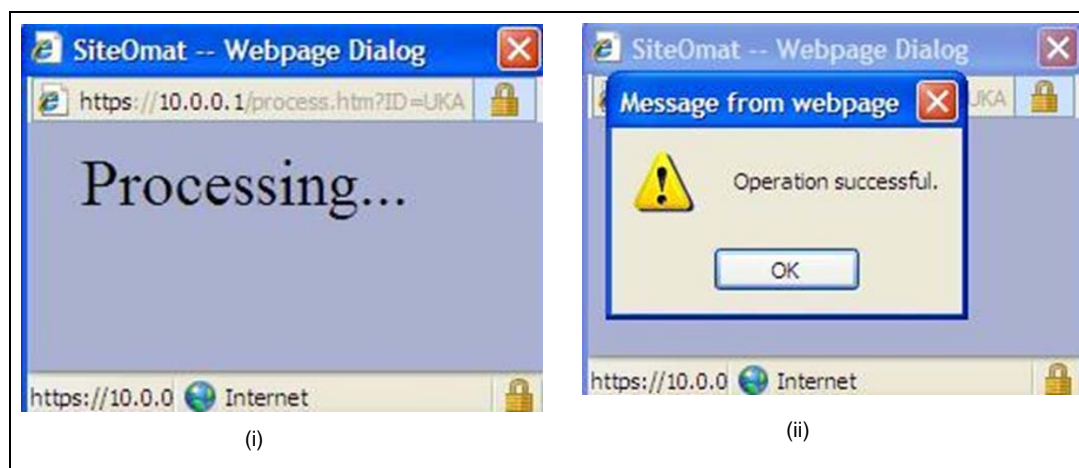 SiteOmat -- Webpage Dialog
https://10.0.0.1/process.htm?ID=UKA
Processing...
https://10.0.0 Internet
(i)
SiteOmat -- Webpage Dialog
UKA
Message from webpage
Operation successful.
OK
https://10.0.0 Internet
(ii)